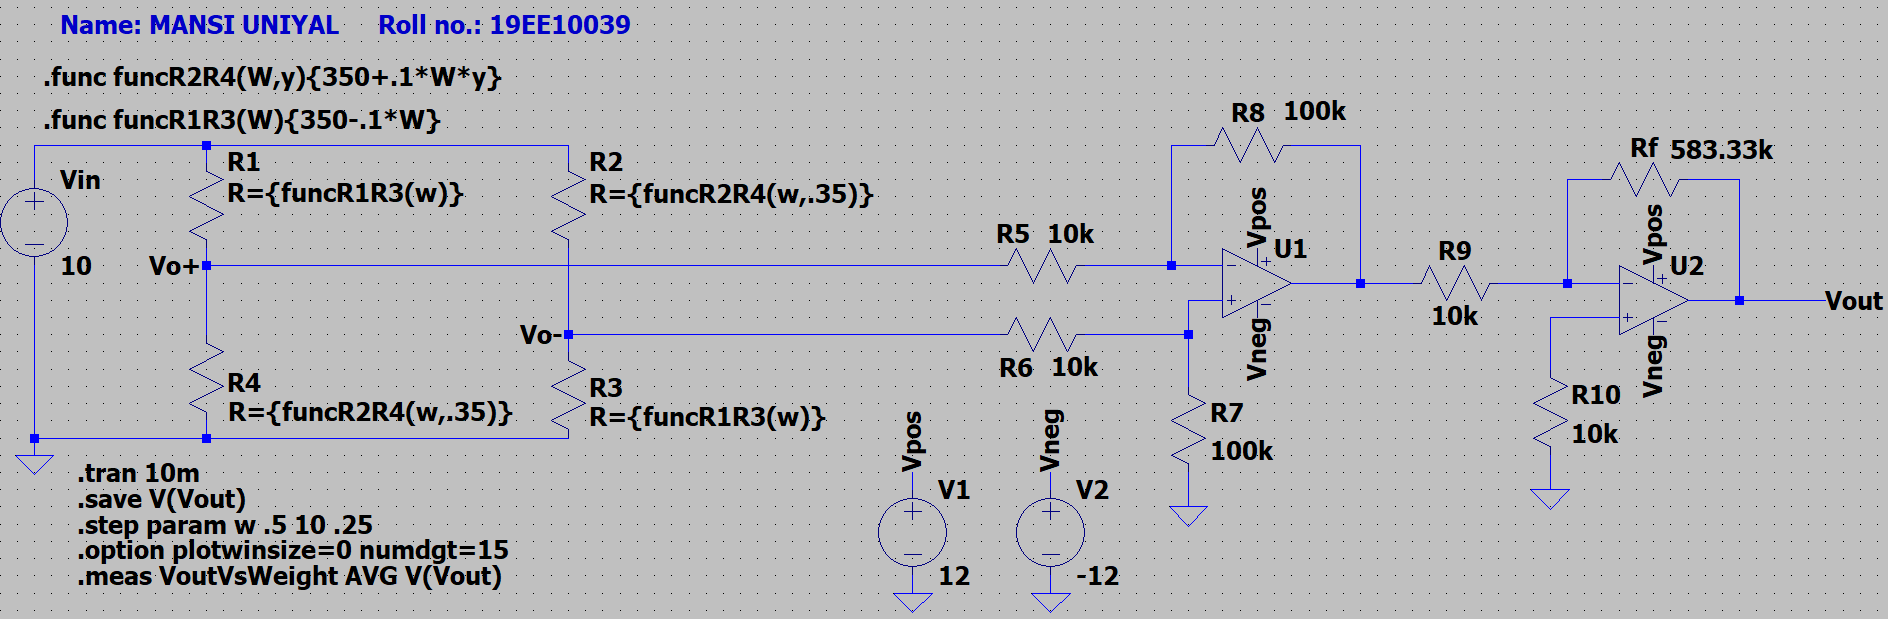 Name: MANSI UNIYAL Roll no.: 19EE10039
.func funcR2R4(W,y){350+.1*W*y}
.func funcR1R3(W){350-.1*W}
R8 100k
Rf 583.33k
R1
R={funcR1R3(w)}
R2
R={funcR2R4(w,.35)}
Vin
10
Vo+
R5 10k
Vpos
U1
R9
10k
Vpos
U2
Vout
Vo-
R6 10k
Vneg
Vneg
R4
R={funcR2R4(w,.35)}
R3
R={funcR1R3(w)}
R7
100k
R10
10k
.tran 10m
.save V(Vout)
.step param w .5 10 .25
.option plotwinsize=0 numdgt=15
.meas VoutVsWeight AVG V(Vout)
Vpos
V1
12
Vneg
V2
-12